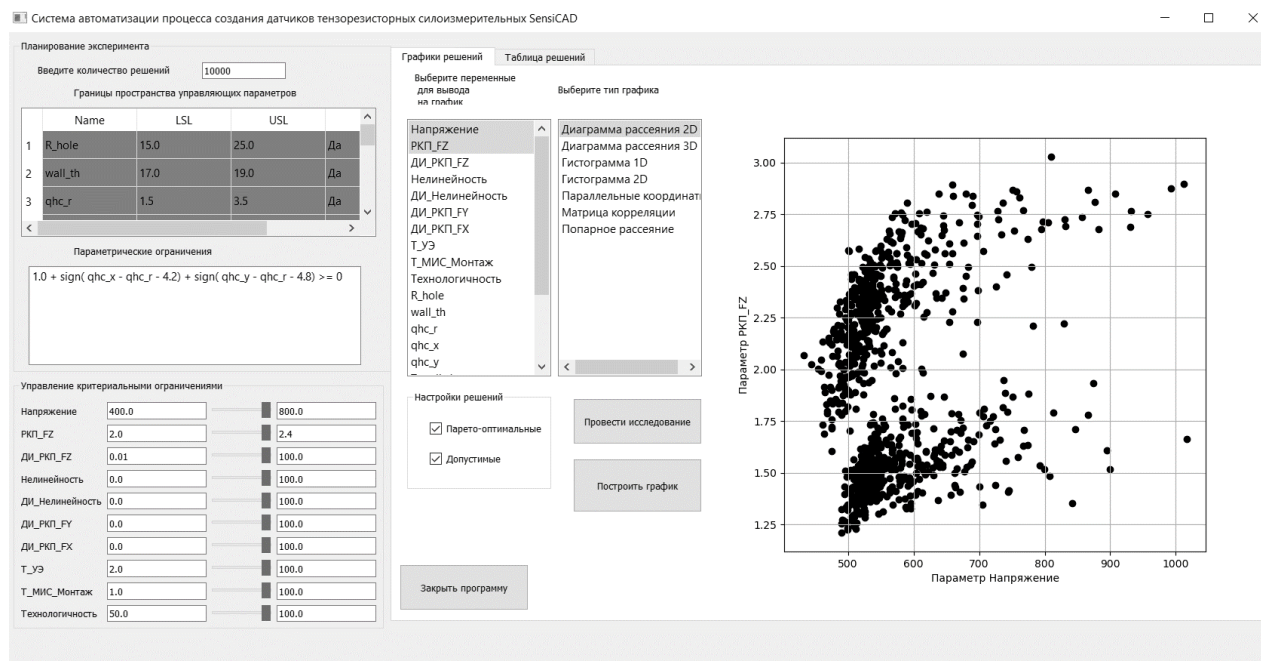 Система автоматизации процесса создания датчиков тензорезисторных силоизмерительных SensiCAD
Планирование эксперимента
Введите количество решений 10000
Границы пространства управляющих параметров
Name LSL USL
1 R_hole 15.0 25.0 Да
2 wall_th 17.0 19.0 Да
3 qhc_r 1.5 3.5 Да
Параметрические ограничения
1.0 + sign( qhc_x - qhc_r - 4.2) + sign( qhc_y - qhc_r - 4.8) >= 0
Управление критериальными ограничениями
Напряжение 400.0 800.0
РКП_FZ 2.0 2.4
ДИ_РКП_FZ 0.01 100.0
Нелинейность 0.0 100.0
ДИ_Нелинейность 0.0 100.0
ДИ_РКП_FY 0.0 100.0
ДИ_РКП_FX 0.0 100.0
Т_УЭ 2.0 100.0
Т_МИС_Монтаж 1.0 100.0
Технологичность 50.0 100.0
Графики решений Таблица решений
Выберите переменные
для вывода
на график
Напряжение
РКП_FZ
ДИ_РКП_FZ
Нелинейность
ДИ_Нелинейность
ДИ_РКП_FY
ДИ_РКП_FX
Т_УЭ
Т_МИС_Монтаж
Технологичность
R_hole
wall_th
qhc_r
qhc_x
qhc_y
Выберите тип графика
Диаграмма рассеяния 2D
Диаграмма рассеяния 3D
Гистограмма 1D
Гистограмма 2D
Параллельные координат
Матрица корреляции
Попарное рассеяние
Настройки решений
Парето-оптимальные
Допустимые
Провести исследование
Построить график
Закрыть программу
3.00
2.75
2.50
2.25
2.00
1.75
1.50
1.25
Параметр РКП_FZ
500 600 700 800 900 1000
Параметр Напряжение